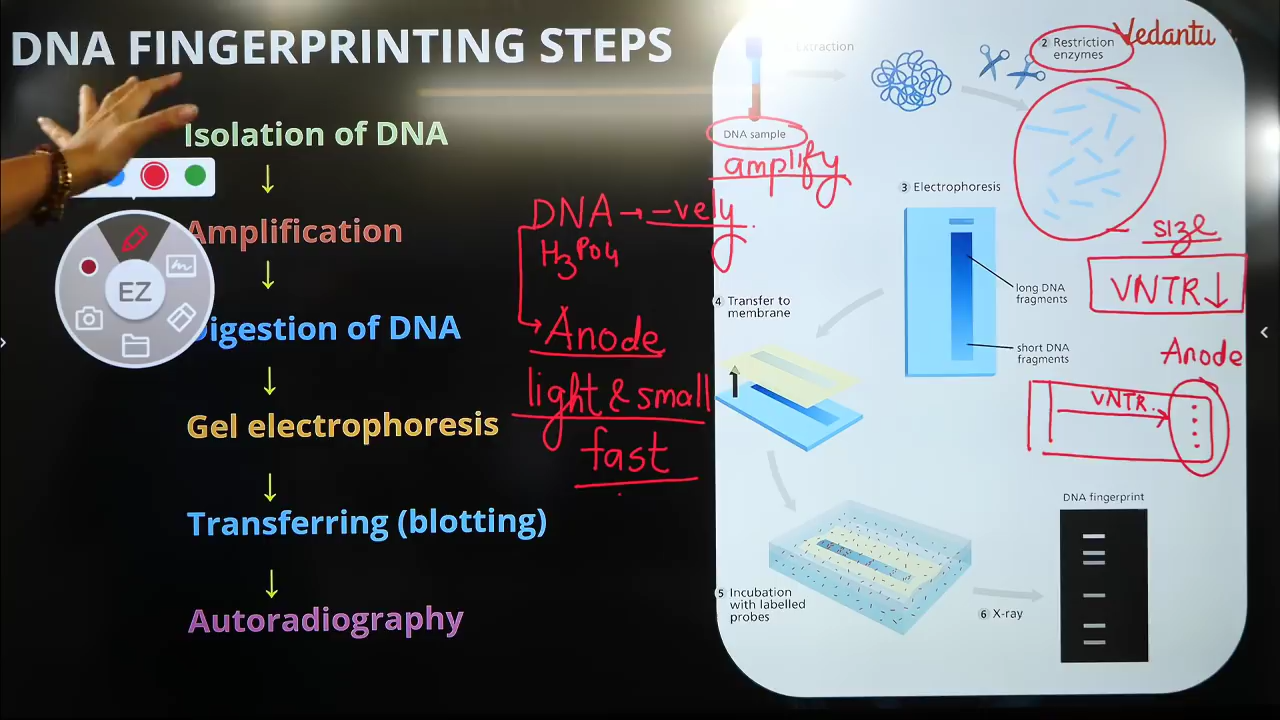 DNA FINGERPRINTING STEPS
Isolation of DNA
Amplification
Digestion of DNA
Gel electrophoresis
Transferring (blotting)
Autoradiography
EZ
DNA → -vely
H3PO4
Anode
light & small
fast
Vedantu
Extraction
2 Restriction
enzymes
DNA sample
amplify
3 Electrophoresis
long DNA
fragments
short DNA
fragments
size
VNTR↓
Anode
VNTR
4 Transfer to
membrane
5 Incubation
with labelled
probes
6 X-ray
DNA fingerprint